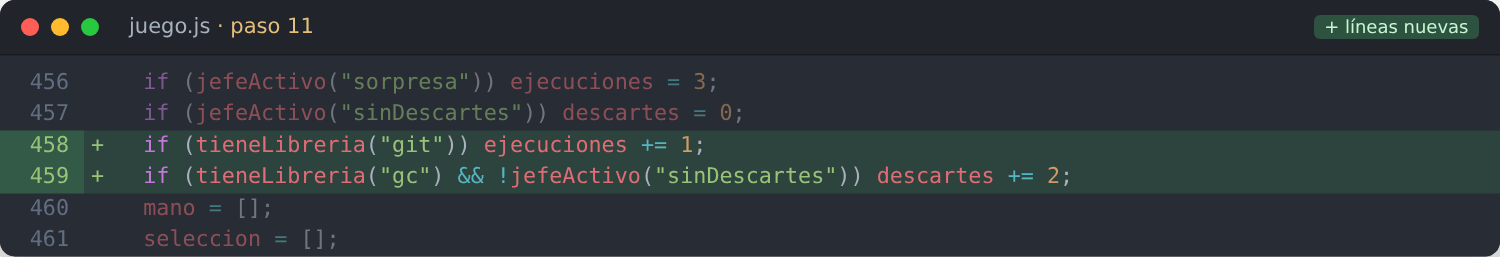 juego.js · paso 11
+ líneas nuevas
456 if (jefeActivo("sorpresa")) ejecuciones = 3;
457 if (jefeActivo("sinDescartes")) descartes = 0;
458 + if (tieneLibreria("git")) ejecuciones += 1;
459 + if (tieneLibreria("gc") && !jefeActivo("sinDescartes")) descartes += 2;
460 mano = [];
461 seleccion = [];